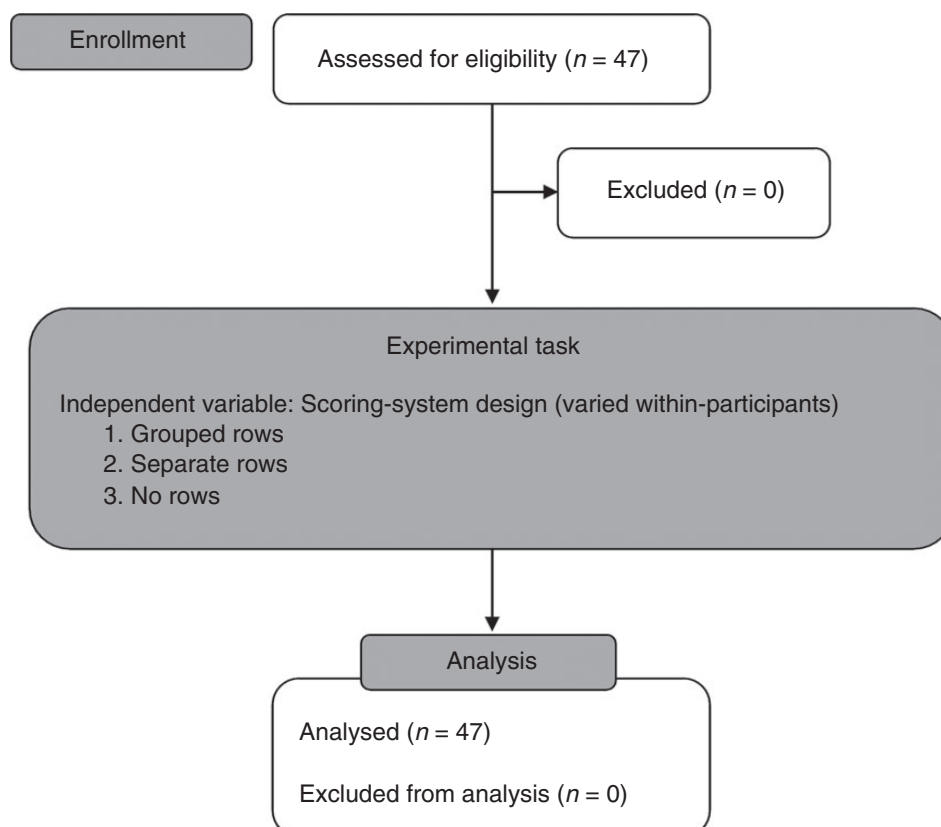 Enrollment
Assessed for eligibility (n = 47)
Excluded (n = 0)
Experimental task
Independent variable: Scoring-system design (varied within-participants)
1. Grouped rows
2. Separate rows
3. No rows
Analysis
Analysed (n = 47)
Excluded from analysis (n = 0)